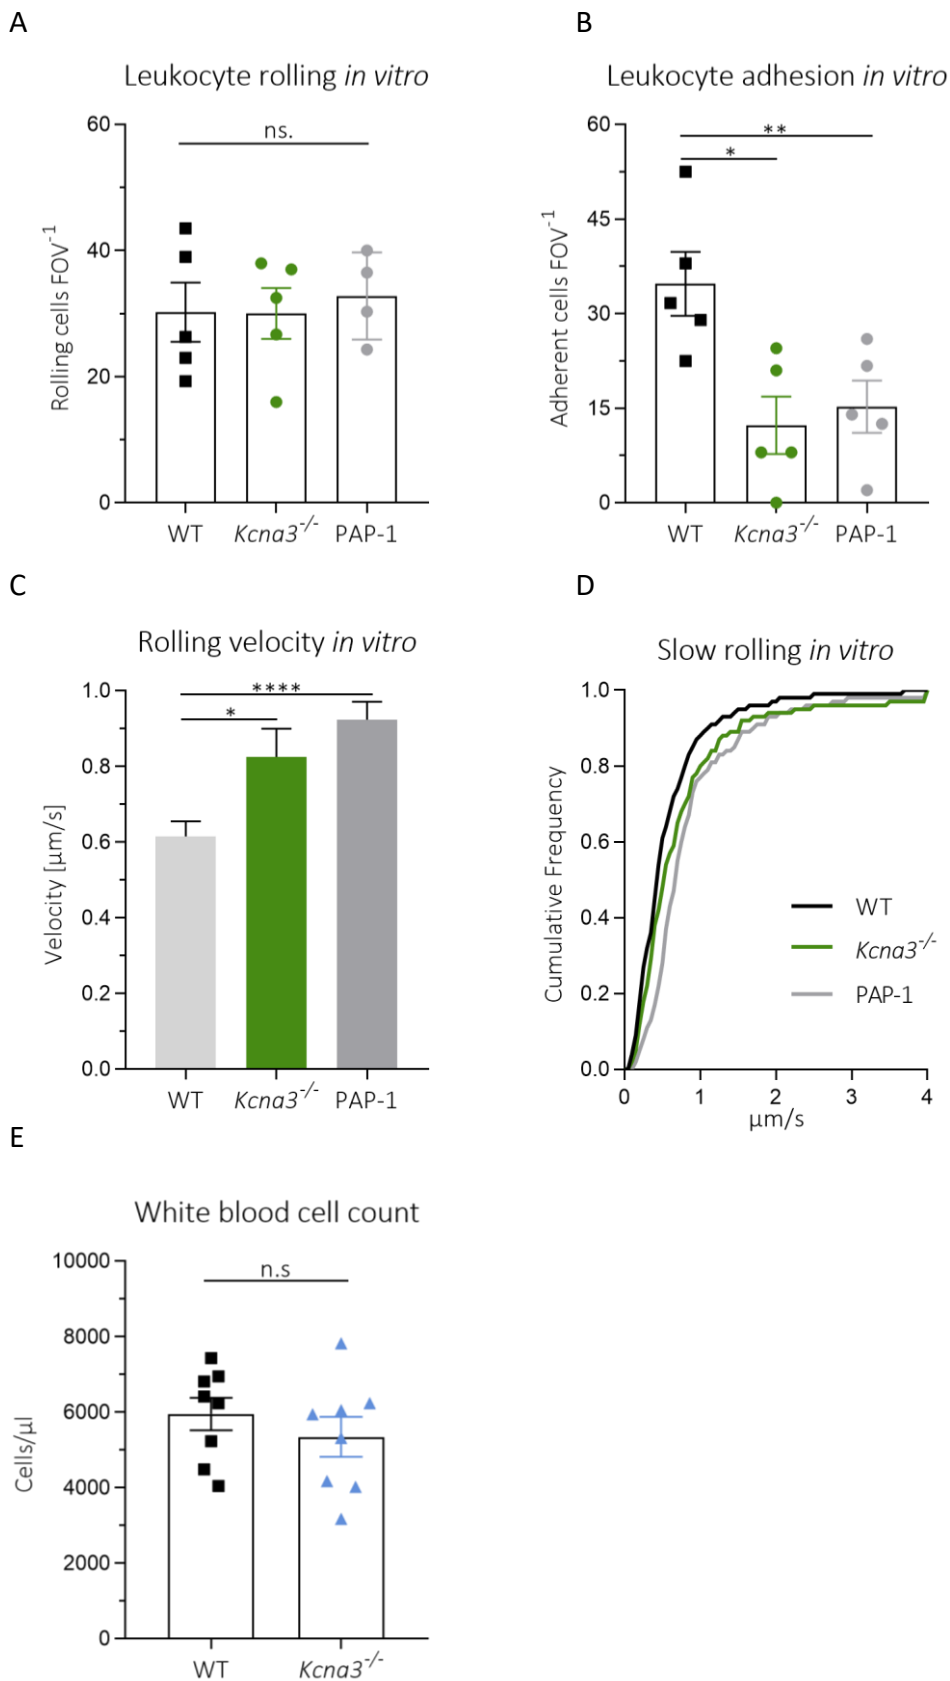 A
Leukocyte rolling in vitro
ns.
Rolling cells FOV⁻¹
60
40
20
0
WT Kcna3⁻/⁻ PAP-1
B
Leukocyte adhesion in vitro
**
*
Adherent cells FOV⁻¹
60
45
30
15
0
WT Kcna3⁻/⁻ PAP-1
C
Rolling velocity in vitro
****
*
Velocity [µm/s]
1.0
0.8
0.6
0.4
0.2
0.0
WT Kcna3⁻/⁻ PAP-1
D
Slow rolling in vitro
Cumulative Frequency
1.0
0.8
0.6
0.4
0.2
0.0
WT
Kcna3⁻/⁻
PAP-1
0 1 2 3 4
µm/s
E
White blood cell count
n.s
Cells/µl
10000
8000
6000
4000
2000
0
WT Kcna3⁻/⁻